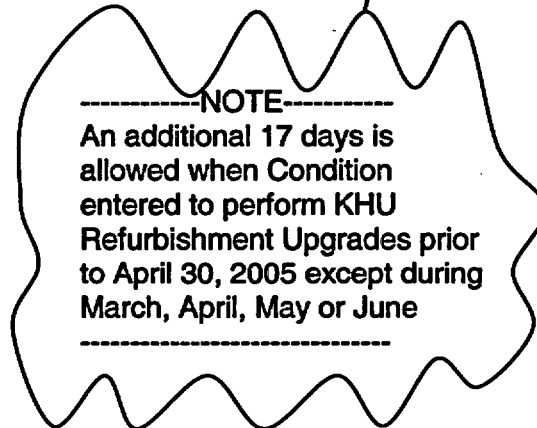 ------------NOTE-----------
An additional 17 days is
allowed when Condition
entered to perform KHU
Refurbishment Upgrades prior
to April 30, 2005 except during
March, April, May or June
--------------------------------